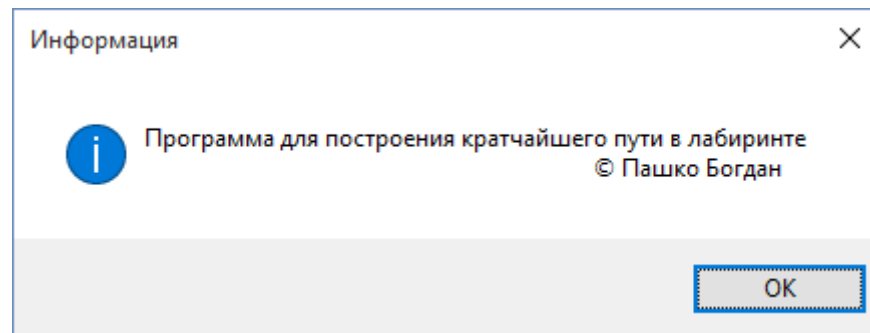 Информация
Программа для построения кратчайшего пути в лабиринте
© Пашко Богдан
OK